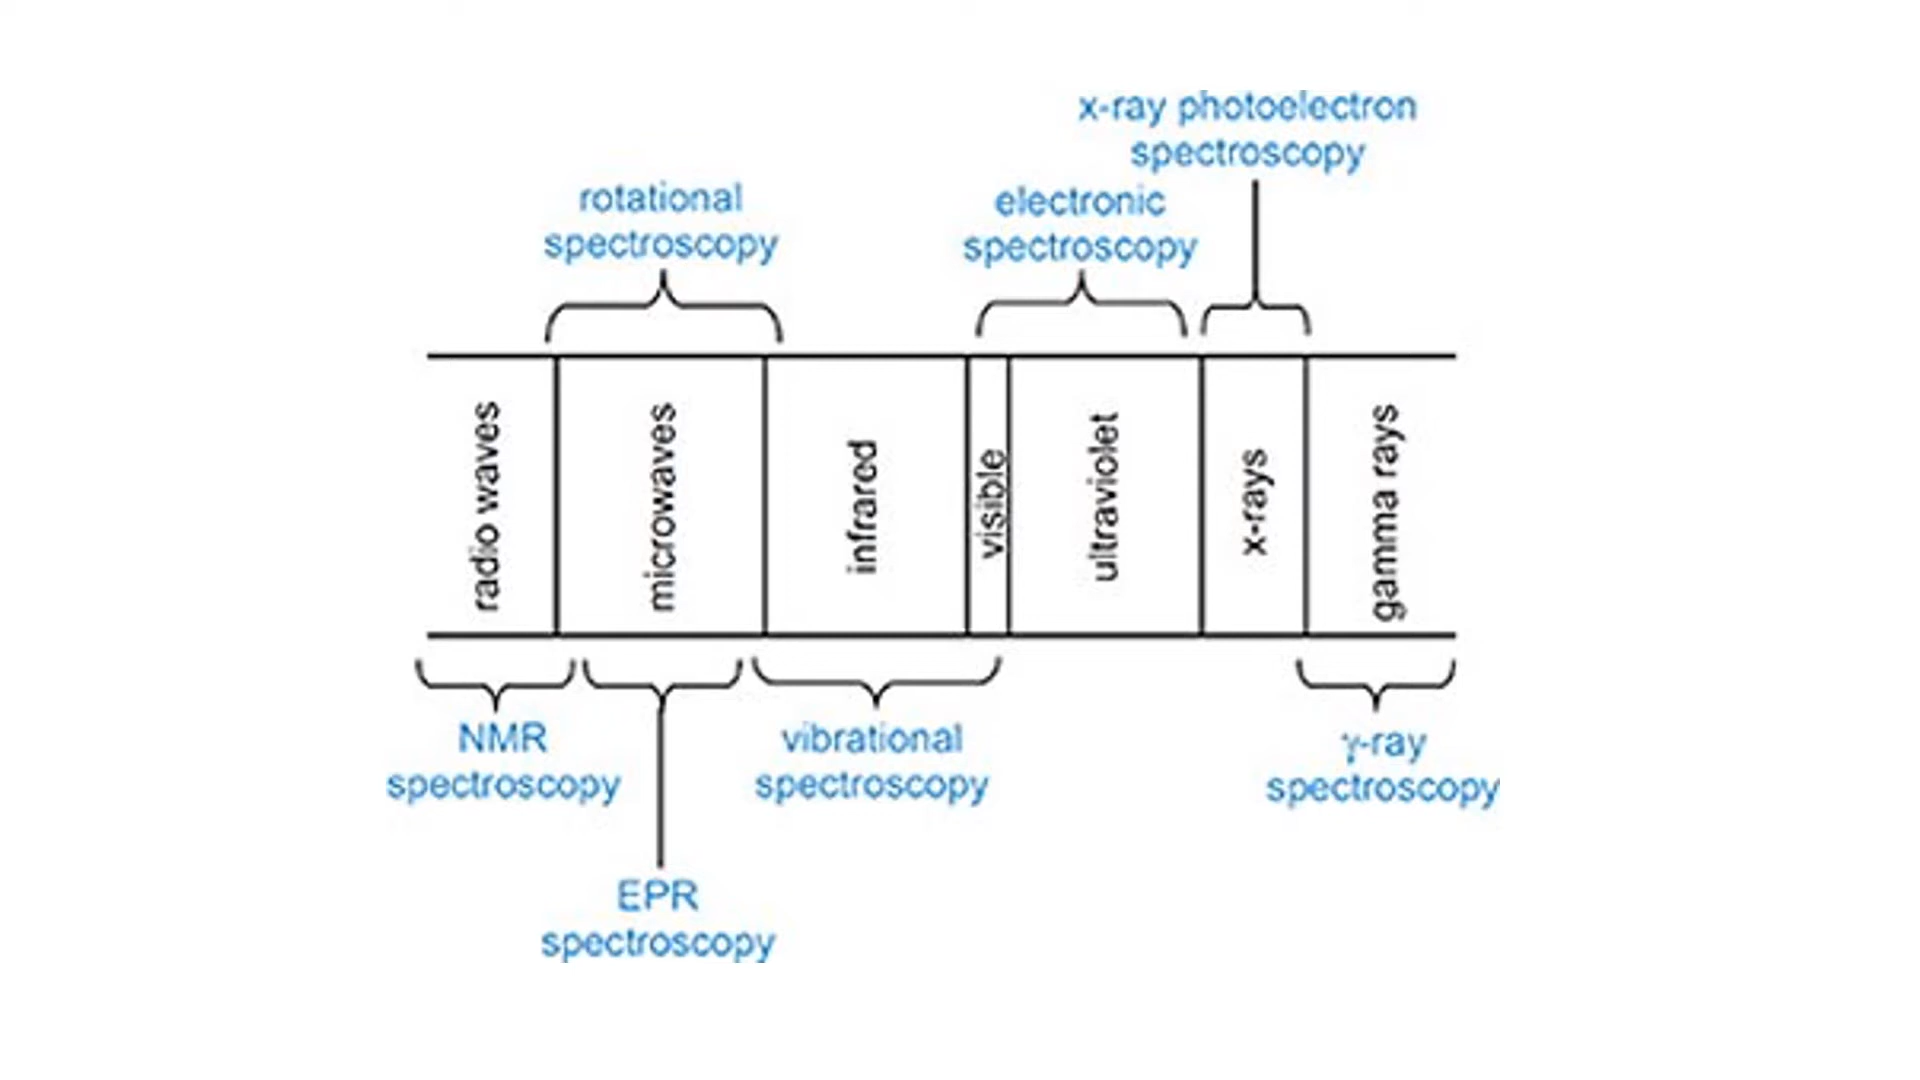 x-ray photoelectron
spectroscopy
rotational
spectroscopy
electronic
spectroscopy
radio waves
microwaves
infrared
visible
ultraviolet
x-rays
gamma rays
NMR
spectroscopy
vibrational
spectroscopy
γ-ray
spectroscopy
EPR
spectroscopy